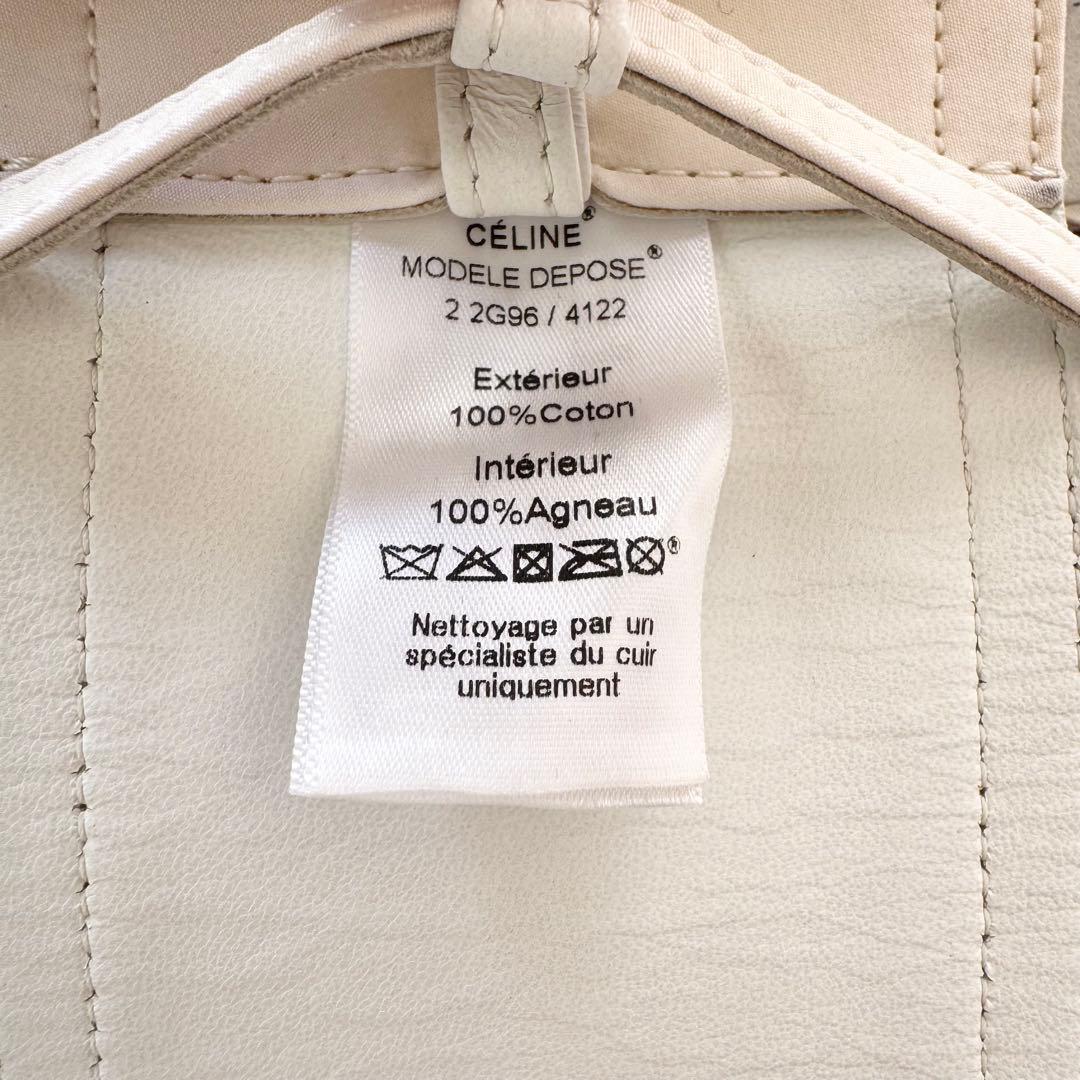 CÉLINE®
MODELE DEPOSE®
2 2G96 / 4122
Extérieur
100%Coton
Intérieur
100%Agneau
®
Nettoyage par un
spécialiste du cuir
uniquement